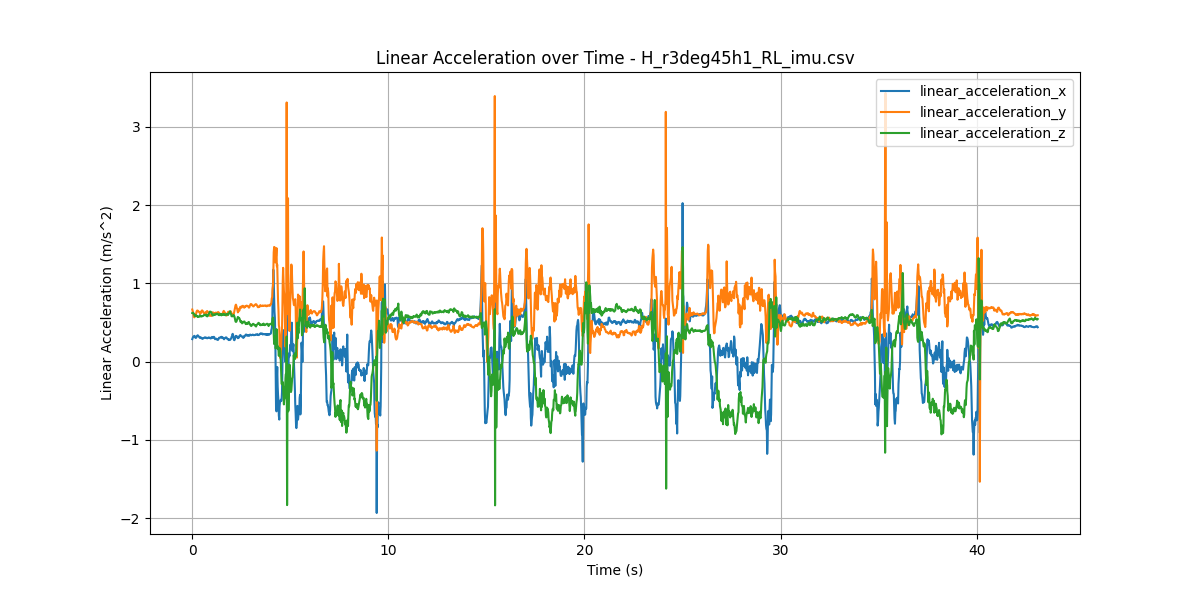 Linear Acceleration over Time - H_r3deg45h1_RL_imu.csv
linear_acceleration_x
linear_acceleration_y
linear_acceleration_z
Linear Acceleration (m/s^2)
3
2
1
0
−1
−2
0 10 20 30 40
Time (s)